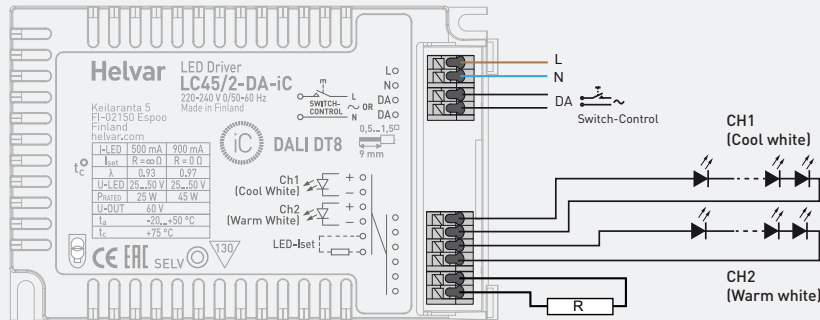 Helvar
LED Driver
LC45/2-DA-iC
220-240 V 0/50-60 Hz
Made in Finland
Keilaranta 5
FI-02150 Espoo
Finland
helvar.com
SWITCH-
CONTROL
L
~ OR
N
L
N
DA
DA
iC
DALI DT8
0,5...1,5
9 mm
I-LED 500 mA 900 mA
Iset R = ∞ Ω R = 0 Ω
λ 0.93 0.97
U-LED 25...50 V 25...50 V
PRATED 25 W 45 W
U-OUT 60 V
ta -20...+50 °C
tc +75 °C
tc
Ch1
(Cool White)
+
−
Ch2
(Warm White)
+
−
LED-Iset
CE EAC SELV 130
L
N
DA
~
Switch-Control
CH1
(Cool white)
CH2
(Warm white)
R